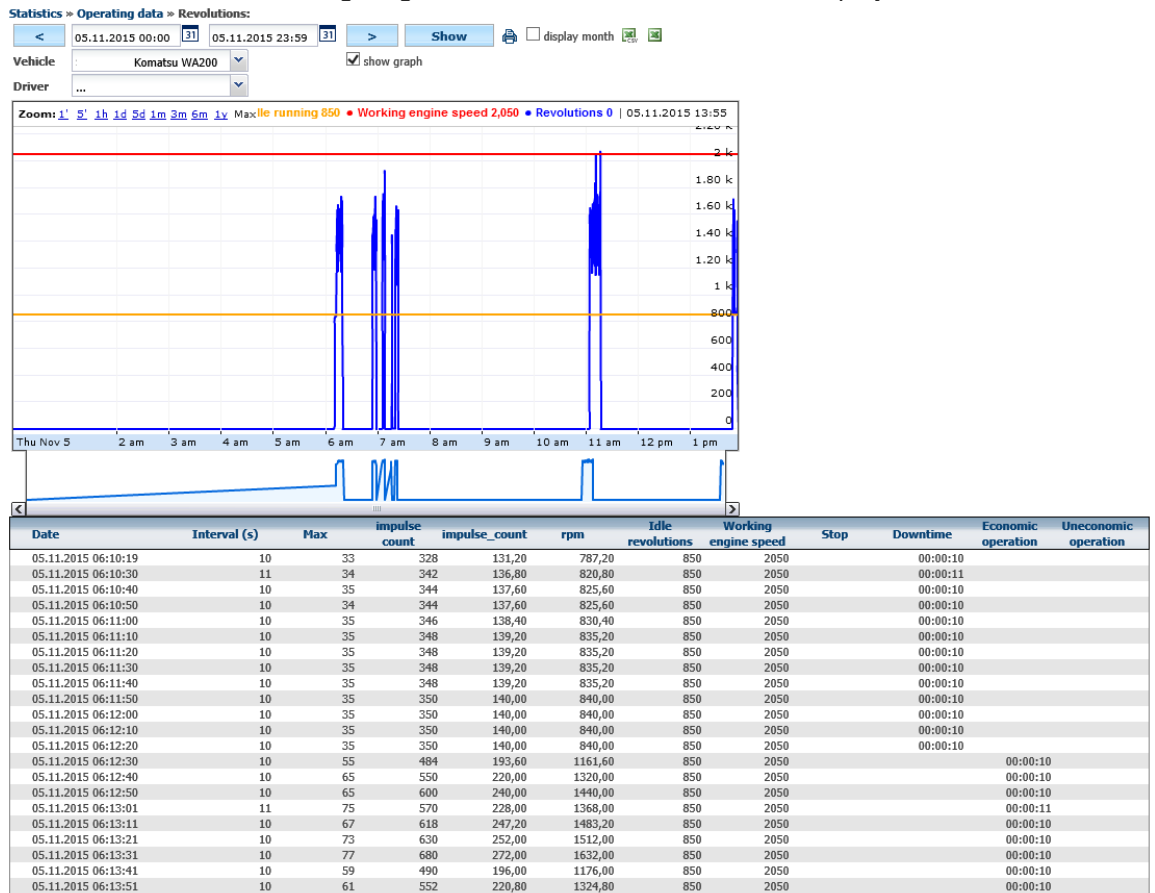 Statistics » Operating data » Revolutions:
< 05.11.2015 00:00 31 05.11.2015 23:59 31 > Show display month
Vehicle Komatsu WA200 show graph
Driver ...
Zoom: 1' 5' 1h 1d 5d 1m 3m 6m 1y Max lle running 850 • Working engine speed 2,050 • Revolutions 0 | 05.11.2015 13:55
2.20 k
2 k
1.80 k
1.60 k
1.40 k
1.20 k
1 k
800
600
400
200
0
Thu Nov 5 2 am 3 am 4 am 5 am 6 am 7 am 8 am 9 am 10 am 11 am 12 pm 1 pm
Date Interval (s) Max impulse count impulse_count rpm Idle revolutions Working engine speed Stop Downtime Economic operation Uneconomic operation
05.11.2015 06:10:19 10 33 328 131,20 787,20 850 2050 00:00:10
05.11.2015 06:10:30 11 34 342 136,80 820,80 850 2050 00:00:11
05.11.2015 06:10:40 10 35 344 137,60 825,60 850 2050 00:00:10
05.11.2015 06:10:50 10 34 344 137,60 825,60 850 2050 00:00:10
05.11.2015 06:11:00 10 35 346 138,40 830,40 850 2050 00:00:10
05.11.2015 06:11:10 10 35 348 139,20 835,20 850 2050 00:00:10
05.11.2015 06:11:20 10 35 348 139,20 835,20 850 2050 00:00:10
05.11.2015 06:11:30 10 35 348 139,20 835,20 850 2050 00:00:10
05.11.2015 06:11:40 10 35 348 139,20 835,20 850 2050 00:00:10
05.11.2015 06:11:50 10 35 350 140,00 840,00 850 2050 00:00:10
05.11.2015 06:12:00 10 35 350 140,00 840,00 850 2050 00:00:10
05.11.2015 06:12:10 10 35 350 140,00 840,00 850 2050 00:00:10
05.11.2015 06:12:20 10 35 350 140,00 840,00 850 2050 00:00:10
05.11.2015 06:12:30 10 55 484 193,60 1161,60 850 2050 00:00:10
05.11.2015 06:12:40 10 65 550 220,00 1320,00 850 2050 00:00:10
05.11.2015 06:12:50 10 65 600 240,00 1440,00 850 2050 00:00:10
05.11.2015 06:13:01 11 75 570 228,00 1368,00 850 2050 00:00:11
05.11.2015 06:13:11 10 67 618 247,20 1483,20 850 2050 00:00:10
05.11.2015 06:13:21 10 73 630 252,00 1512,00 850 2050 00:00:10
05.11.2015 06:13:31 10 77 680 272,00 1632,00 850 2050 00:00:10
05.11.2015 06:13:41 10 59 490 196,00 1176,00 850 2050 00:00:10
05.11.2015 06:13:51 10 61 552 220,80 1324,80 850 2050 00:00:10